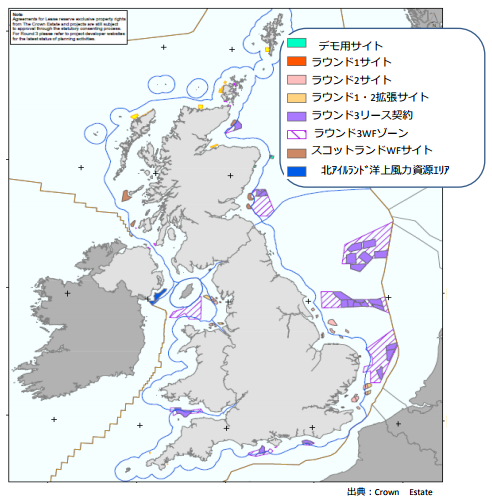 Note
Agreements for Lease reserve exclusive property rights
from The Crown Estate and projects are still subject
to approval through the statutory consenting process.
For Round 3 please refer to project developer websites
for the latest status of planning activities.
デモ用サイト
ラウンド1サイト
ラウンド2サイト
ラウンド1・2拡張サイト
ラウンド3リース契約
ラウンド3WFゾーン
スコットランドWFサイト
北ｱｲﾙﾗﾝﾄﾞ洋上風力資源ｴﾘｱ
出典：Crown Estate